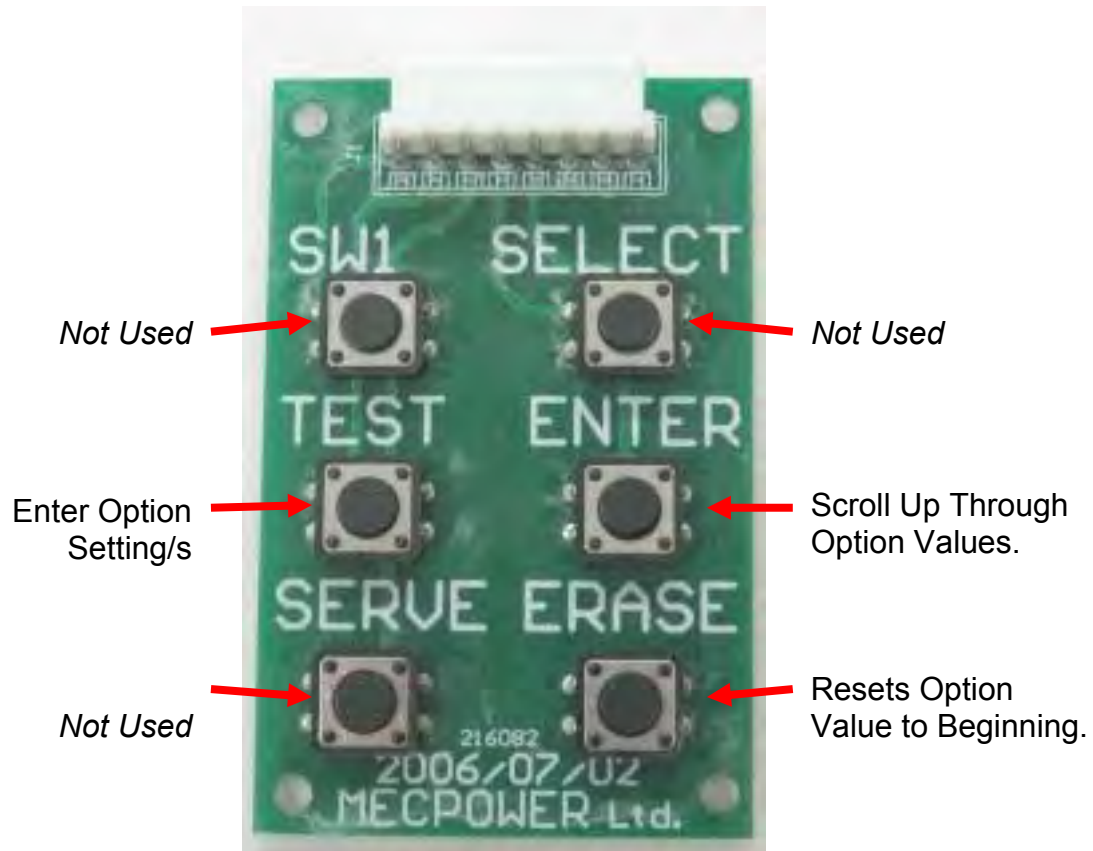 J1
SW1 SELECT
Not Used
Not Used
TEST ENTER
Enter Option
Setting/s
Scroll Up Through
Option Values.
SERVE ERASE
Not Used
Resets Option
Value to Beginning.
216082
2006/07/02
MECPOWER Ltd.